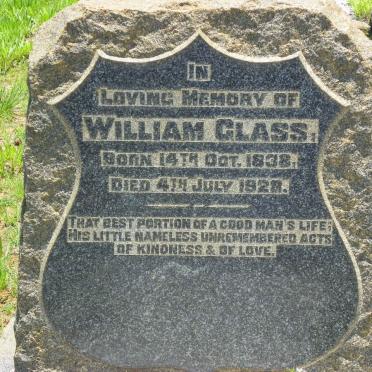 IN
LOVING MEMORY OF
WILLIAM GLASS.
BORN 14TH OCT. 1838.
DIED 4TH JULY 1928.
THAT BEST PORTION OF A GOOD MAN'S LIFE;
HIS LITTLE NAMELESS UNREMEMBERED ACTS
OF KINDNESS & OF LOVE.